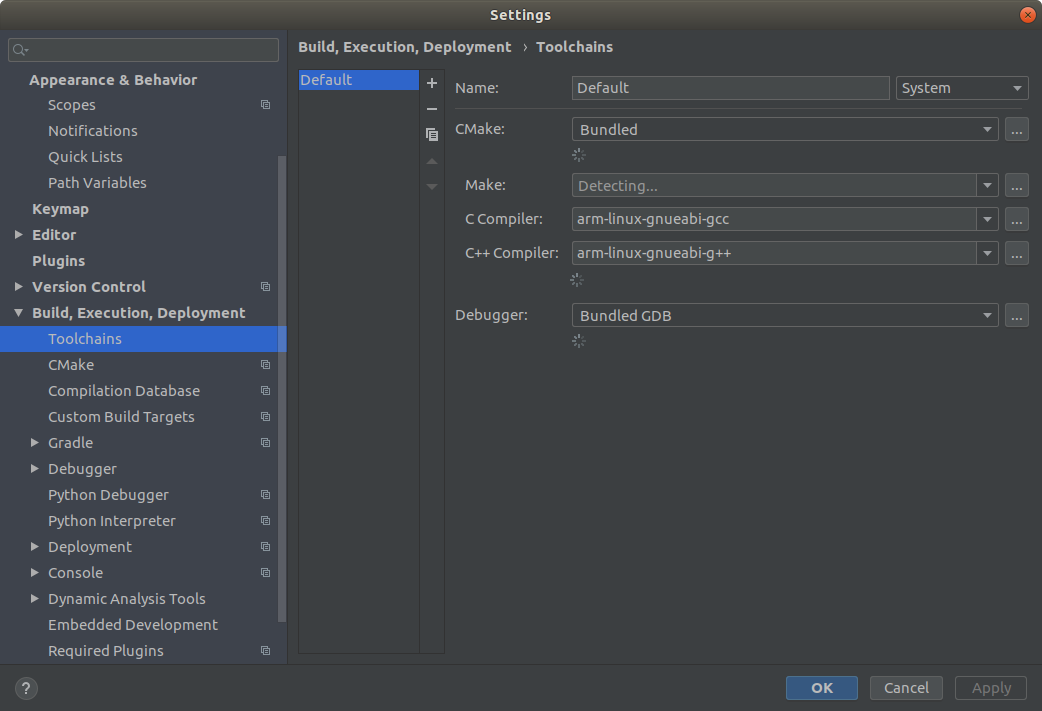 Settings
Build, Execution, Deployment › Toolchains
Appearance & Behavior
Scopes
Notifications
Quick Lists
Path Variables
Keymap
Editor
Plugins
Version Control
Build, Execution, Deployment
Toolchains
CMake
Compilation Database
Custom Build Targets
Gradle
Debugger
Python Debugger
Python Interpreter
Deployment
Console
Dynamic Analysis Tools
Embedded Development
Required Plugins
Default
Name: Default System
CMake: Bundled ...
Make: Detecting... ...
C Compiler: arm-linux-gnueabi-gcc ...
C++ Compiler: arm-linux-gnueabi-g++ ...
Debugger: Bundled GDB ...
? OK Cancel Apply